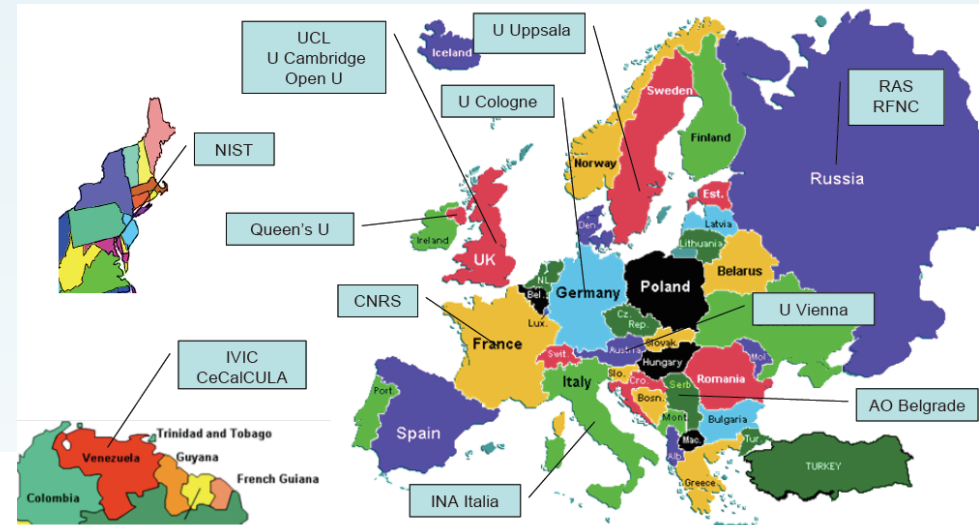 UCL
U Cambridge
Open U
U Uppsala
Iceland
U Cologne
RAS
RFNC
Sweden
Finland
Norway
NIST
Russia
Est.
Queen's U
Den.
Latvia
Lithuania
Ireland
UK
Belarus
NL
Bel.
Germany
Poland
CNRS
Lux.
Cz.
Rep.
U Vienna
France
Slovak.
Austria
Swit.
Hungary
Mol
IVIC
CeCalCULA
Slo.
Cro.
Romania
Italy
Serb
Port.
Bosn.
AO Belgrade
Spain
Mont.
Bulgaria
Mac.
Tur.
Alb
Trinidad and Tobago
Venezuela
Guyana
TURKEY
French Guiana
Greece
Colombia
INA Italia